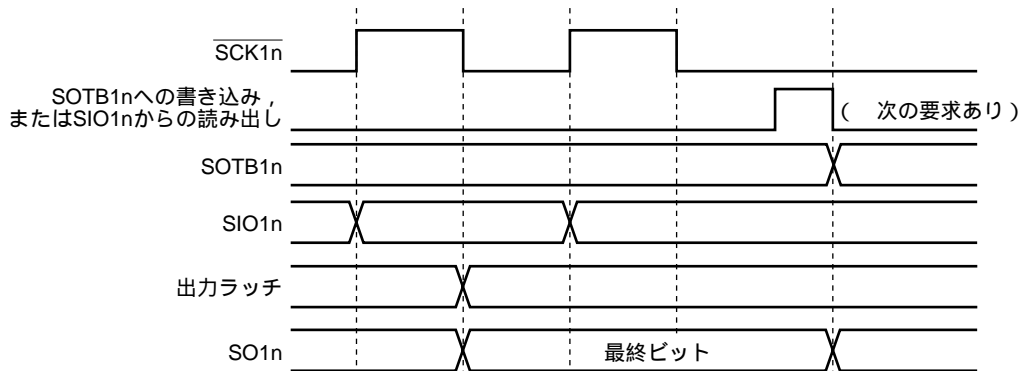 SCK1n
SOTB1nへの書き込み，
またはSIO1nからの読み出し
（　次の要求あり）
SOTB1n
SIO1n
出力ラッチ
SO1n
最終ビット